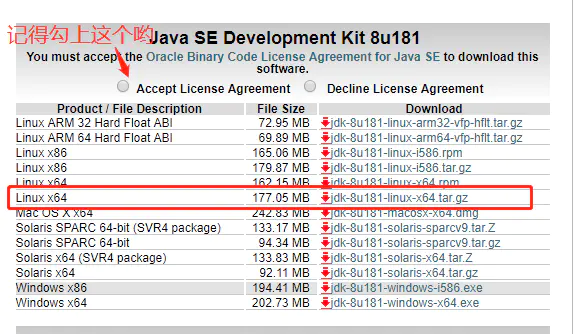 记得勾上这个哟
Java SE Development Kit 8u181
You must accept the Oracle Binary Code License Agreement for Java SE to download this
software.
Accept License Agreement Decline License Agreement
Product / File Description File Size Download
Linux ARM 32 Hard Float ABI 72.95 MB jdk-8u181-linux-arm32-vfp-hflt.tar.gz
Linux ARM 64 Hard Float ABI 69.89 MB jdk-8u181-linux-arm64-vfp-hflt.tar.gz
Linux x86 165.06 MB jdk-8u181-linux-i586.rpm
Linux x86 179.87 MB jdk-8u181-linux-i586.tar.gz
Linux x64 162.15 MB jdk-8u181-linux-x64.rpm
Linux x64 177.05 MB jdk-8u181-linux-x64.tar.gz
Mac OS X x64 242.83 MB jdk-8u181-macosx-x64.dmg
Solaris SPARC 64-bit (SVR4 package) 133.17 MB jdk-8u181-solaris-sparcv9.tar.Z
Solaris SPARC 64-bit 94.34 MB jdk-8u181-solaris-sparcv9.tar.gz
Solaris x64 (SVR4 package) 133.83 MB jdk-8u181-solaris-x64.tar.Z
Solaris x64 92.11 MB jdk-8u181-solaris-x64.tar.gz
Windows x86 194.41 MB jdk-8u181-windows-i586.exe
Windows x64 202.73 MB jdk-8u181-windows-x64.exe